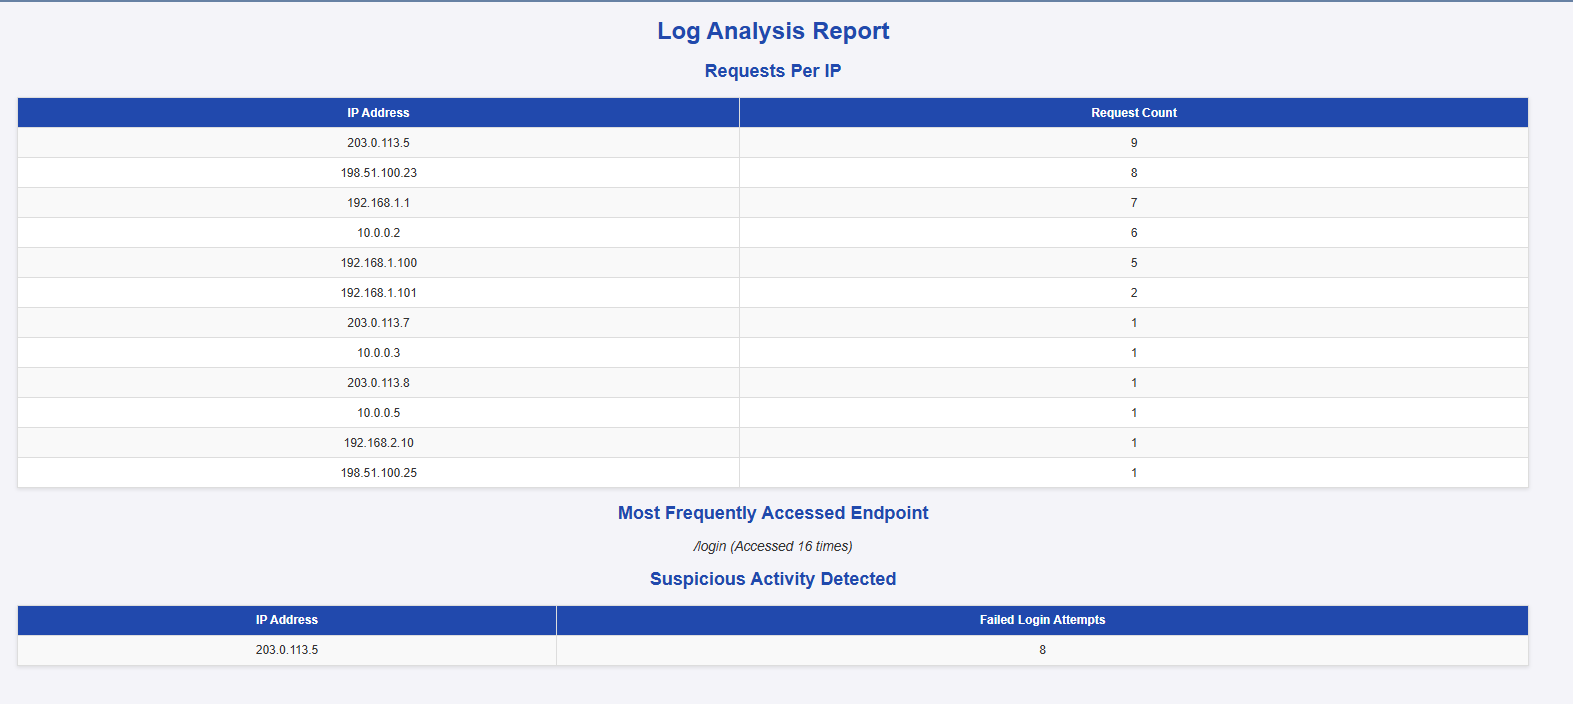 Log Analysis Report
Requests Per IP
IP Address Request Count
203.0.113.5 9
198.51.100.23 8
192.168.1.1 7
10.0.0.2 6
192.168.1.100 5
192.168.1.101 2
203.0.113.7 1
10.0.0.3 1
203.0.113.8 1
10.0.0.5 1
192.168.2.10 1
198.51.100.25 1
Most Frequently Accessed Endpoint
/login (Accessed 16 times)
Suspicious Activity Detected
IP Address Failed Login Attempts
203.0.113.5 8